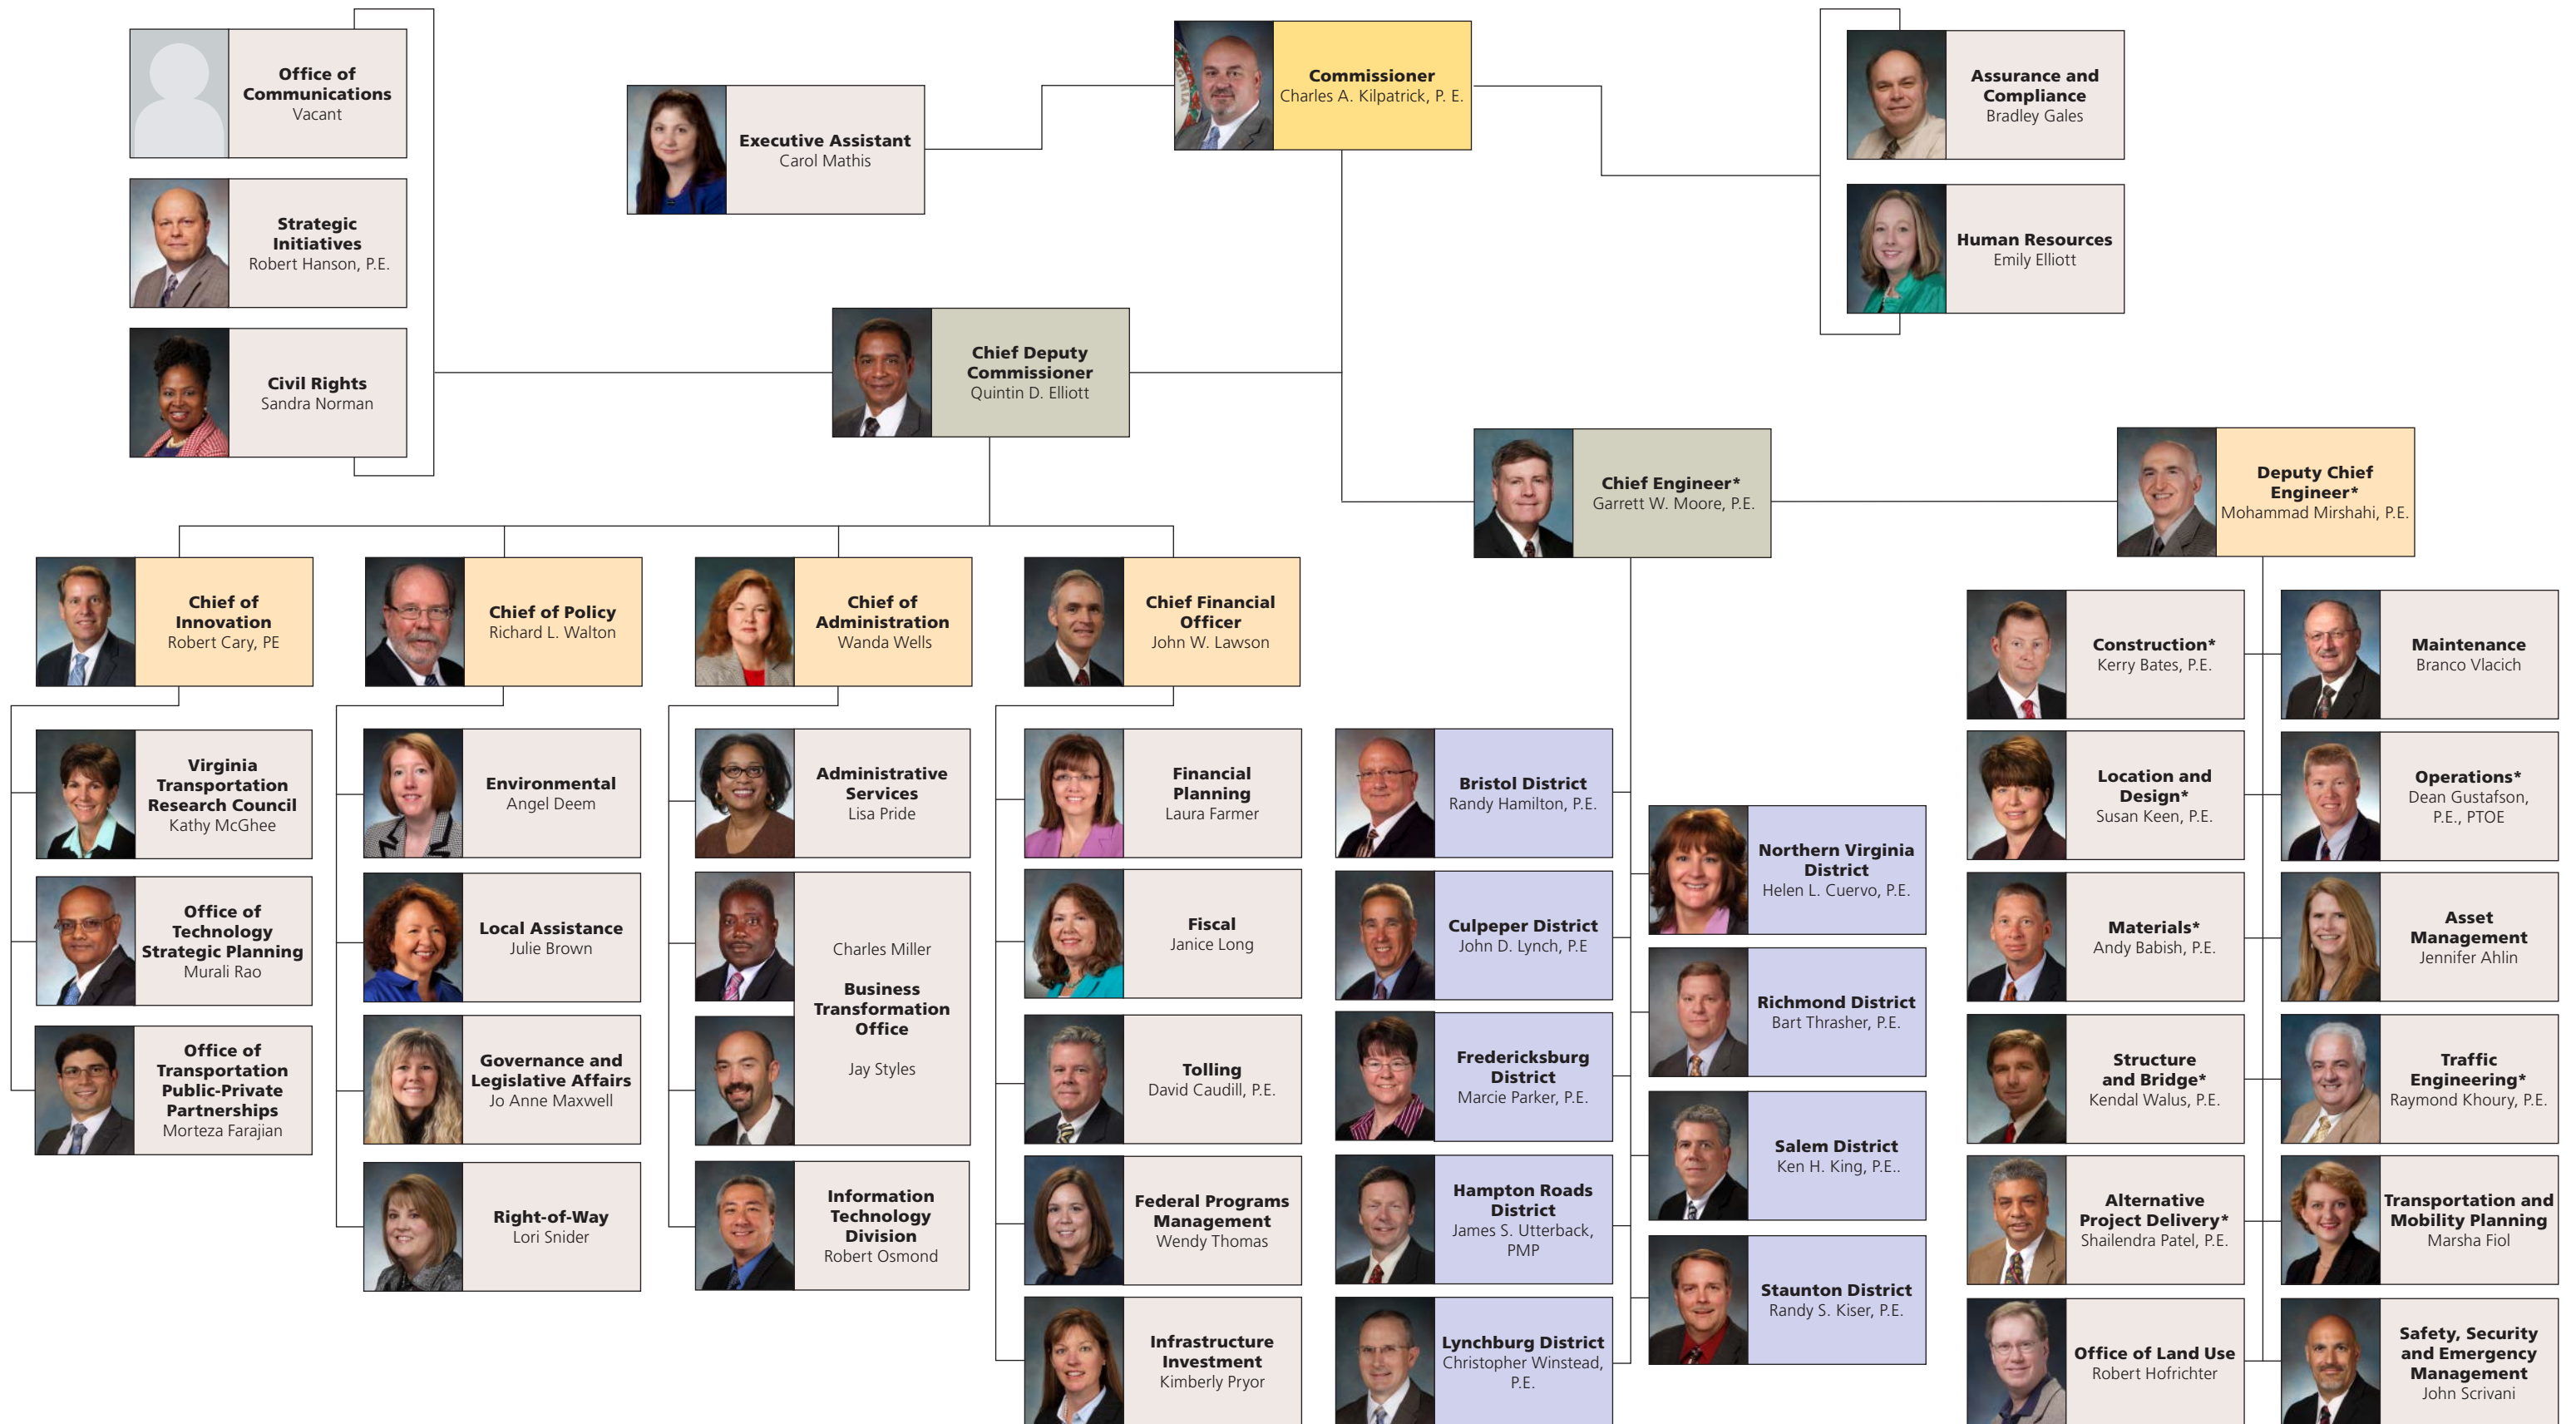 Office of
Communications
Vacant
Strategic
Initiatives
Robert Hanson, P.E.
Civil Rights
Sandra Norman
Executive Assistant
Carol Mathis
Commissioner
Charles A. Kilpatrick, P. E.
Assurance and
Compliance
Bradley Gales
Human Resources
Emily Elliott
Chief Deputy
Commissioner
Quintin D. Elliott
Chief Engineer*
Garrett W. Moore, P.E.
Deputy Chief
Engineer*
Mohammad Mirshahi, P.E.
Chief of
Innovation
Robert Cary, PE
Chief of Policy
Richard L. Walton
Chief of
Administration
Wanda Wells
Chief Financial
Officer
John W. Lawson
Virginia
Transportation
Research Council
Kathy McGhee
Office of
Technology
Strategic Planning
Murali Rao
Office of
Transportation
Public-Private
Partnerships
Morteza Farajian
Environmental
Angel Deem
Local Assistance
Julie Brown
Governance and
Legislative Affairs
Jo Anne Maxwell
Right-of-Way
Lori Snider
Administrative
Services
Lisa Pride
Charles Miller
Business
Transformation
Office
Jay Styles
Information
Technology
Division
Robert Osmond
Financial
Planning
Laura Farmer
Fiscal
Janice Long
Tolling
David Caudill, P.E.
Federal Programs
Management
Wendy Thomas
Infrastructure
Investment
Kimberly Pryor
Bristol District
Randy Hamilton, P.E.
Culpeper District
John D. Lynch, P.E
Fredericksburg
District
Marcie Parker, P.E.
Hampton Roads
District
James S. Utterback,
PMP
Lynchburg District
Christopher Winstead,
P.E.
Northern Virginia
District
Helen L. Cuervo, P.E.
Richmond District
Bart Thrasher, P.E.
Salem District
Ken H. King, P.E..
Staunton District
Randy S. Kiser, P.E.
Construction*
Kerry Bates, P.E.
Location and
Design*
Susan Keen, P.E.
Materials*
Andy Babish, P.E.
Structure
and Bridge*
Kendal Walus, P.E.
Alternative
Project Delivery*
Shailendra Patel, P.E.
Office of Land Use
Robert Hofrichter
Maintenance
Branco Vlacich
Operations*
Dean Gustafson,
P.E., PTOE
Asset
Management
Jennifer Ahlin
Traffic
Engineering*
Raymond Khoury, P.E.
Transportation and
Mobility Planning
Marsha Fiol
Safety, Security
and Emergency
Management
John Scrivani